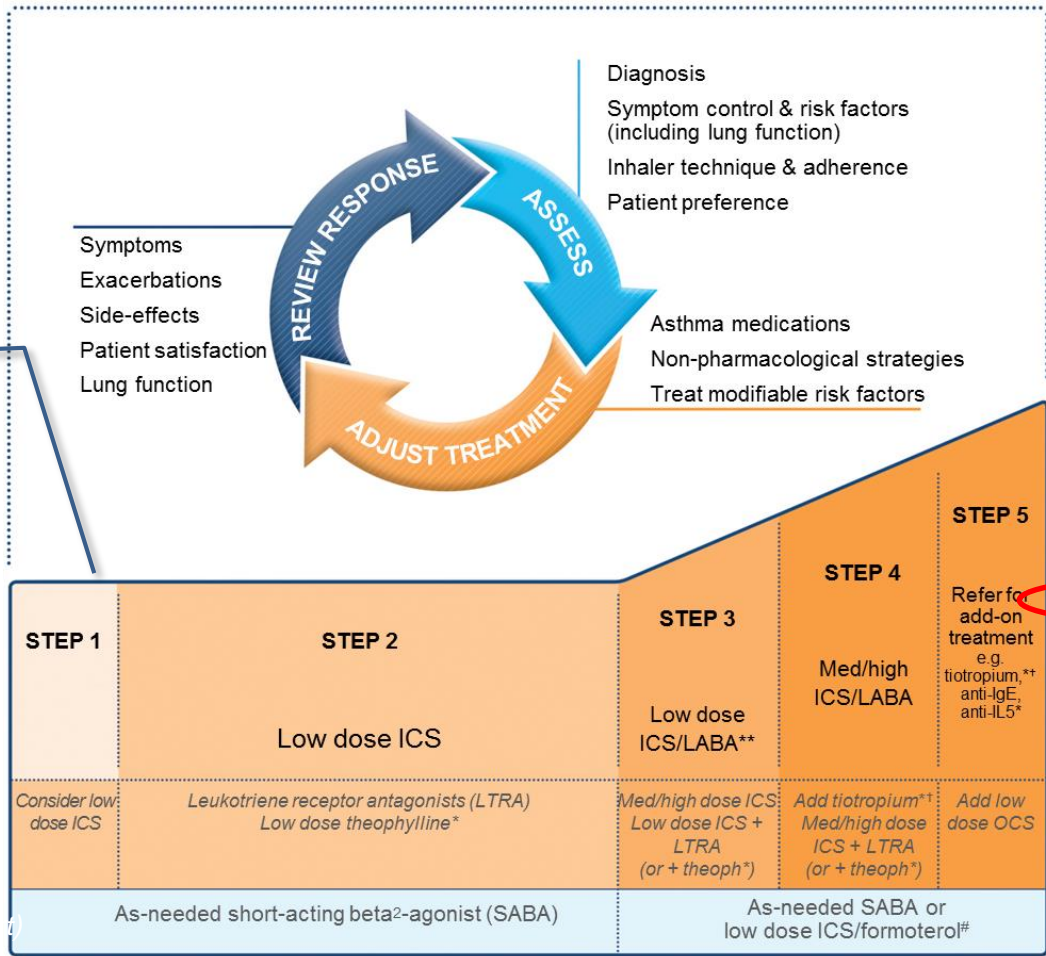 Diagnosis
Symptom control & risk factors
(including lung function)
Inhaler technique & adherence
Patient preference
REVIEW RESPONSE
ASSESS
ADJUST TREATMENT
Symptoms
Exacerbations
Side-effects
Patient satisfaction
Lung function
Asthma medications
Non-pharmacological strategies
Treat modifiable risk factors
STEP 1
STEP 2
Low dose ICS
STEP 3
Low dose
ICS/LABA**
STEP 4
Med/high
ICS/LABA
STEP 5
Refer for
add-on
treatment
e.g.
tiotropium,*†
anti-IgE,
anti-IL5*
Consider low
dose ICS
Leukotriene receptor antagonists (LTRA)
Low dose theophylline*
Med/high dose ICS
Low dose ICS +
LTRA
(or + theoph*)
Add tiotropium*†
Med/high dose
ICS + LTRA
(or + theoph*)
Add low
dose OCS
As-needed short-acting beta2-agonist (SABA)
As-needed SABA or
low dose ICS/formoterol#